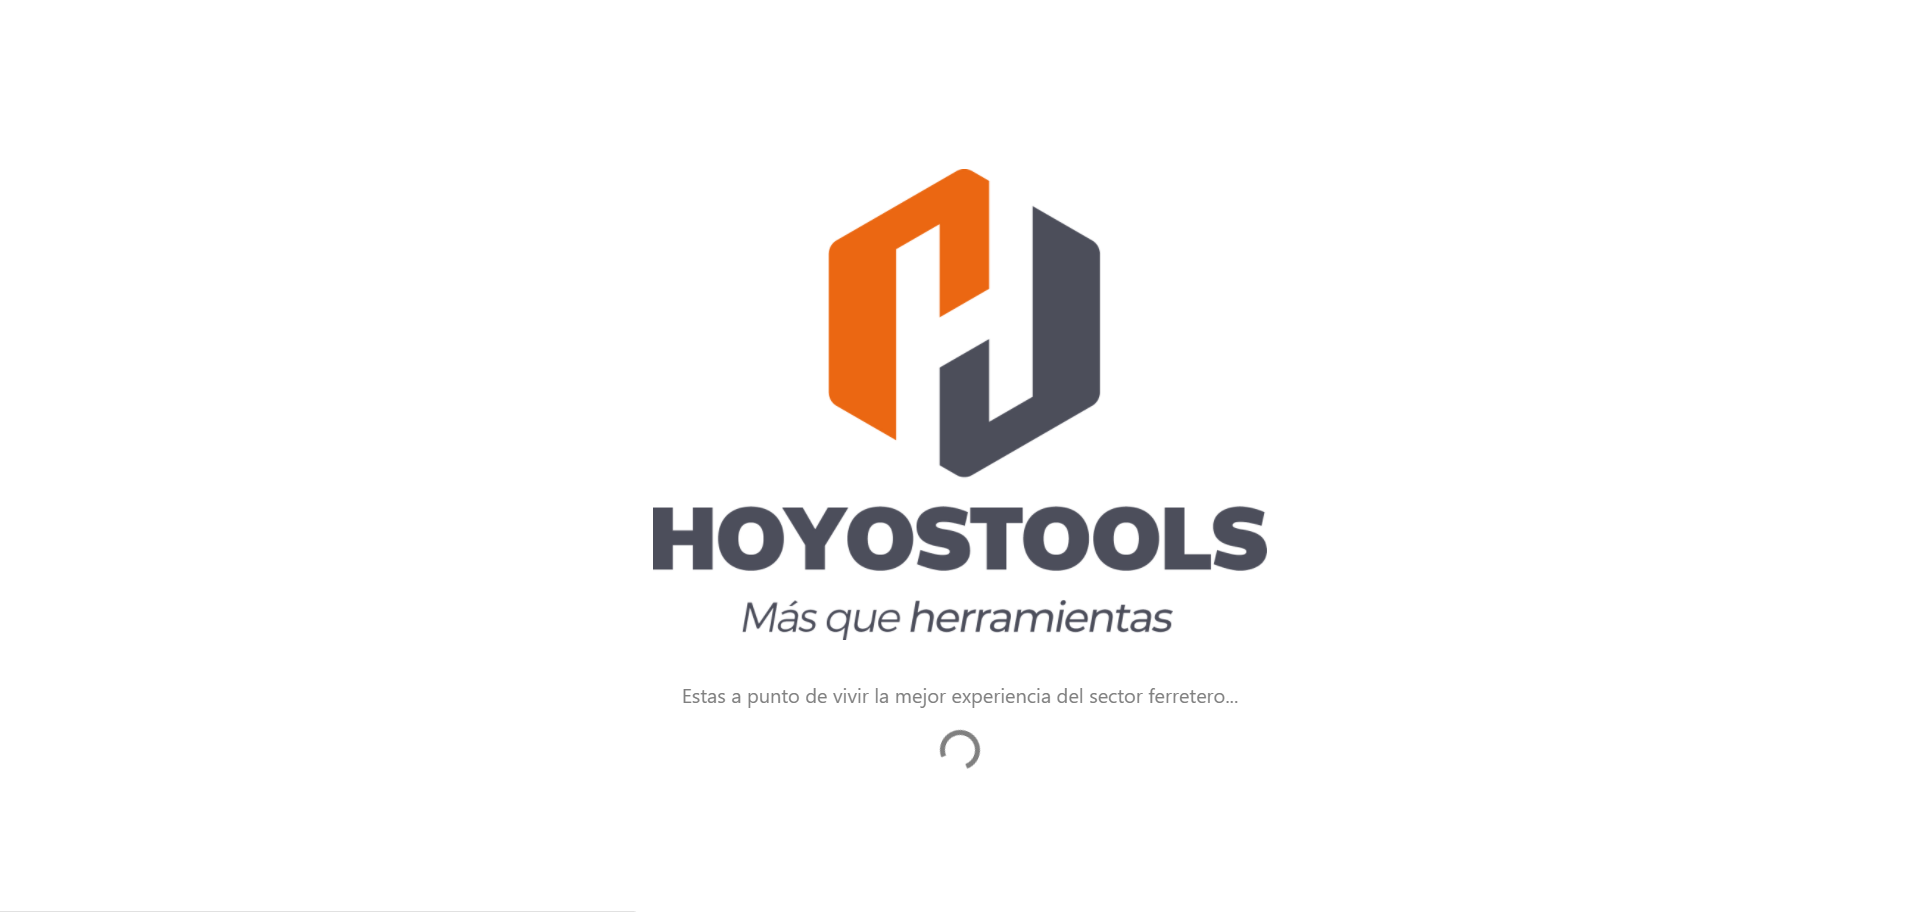 HOYOSTOOLS
Más que herramientas
Estas a punto de vivir la mejor experiencia del sector ferretero...